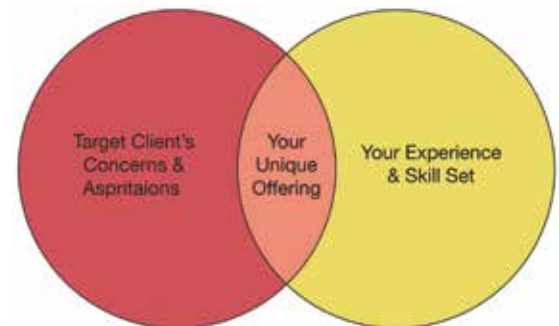 Target Client's
Concerns &
Aspritaions
Your
Unique
Offering
Your Experience
& Skill Set